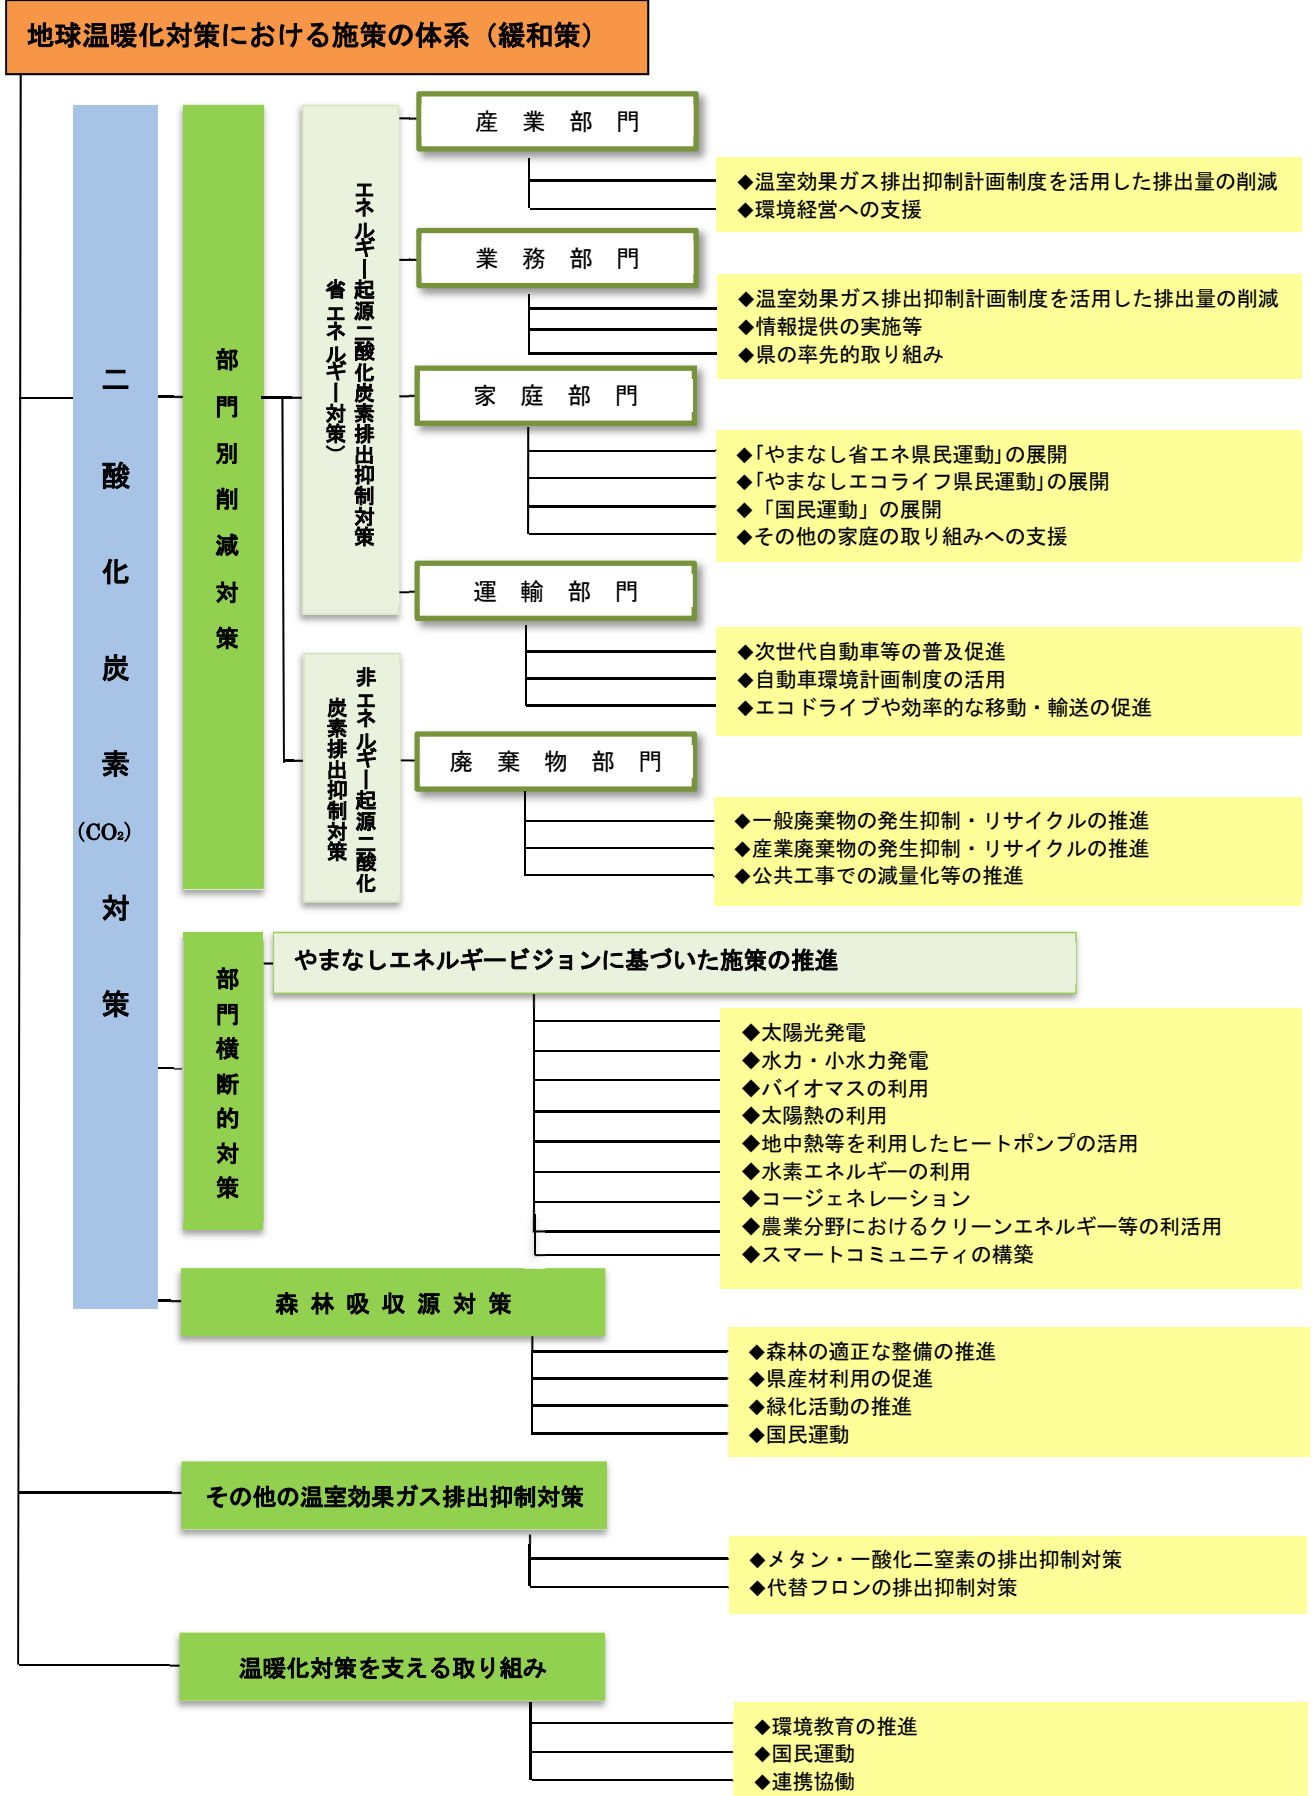 地球温暖化対策における施策の体系（緩和策）
二酸化炭素(CO₂)対策
部門別削減対策
エネルギー起源二酸化炭素排出抑制対策
省エネルギー対策）
産業部門
◆温室効果ガス排出抑制計画制度を活用した排出量の削減
◆環境経営への支援
業務部門
◆温室効果ガス排出抑制計画制度を活用した排出量の削減
◆情報提供の実施等
◆県の率先的取り組み
家庭部門
◆｢やまなし省エネ県民運動｣の展開
◆｢やまなしエコライフ県民運動｣の展開
◆「国民運動」の展開
◆その他の家庭の取り組みへの支援
運輸部門
◆次世代自動車等の普及促進
◆自動車環境計画制度の活用
◆エコドライブや効率的な移動・輸送の促進
非エネルギー起源二酸化
炭素排出抑制対策
廃棄物部門
◆一般廃棄物の発生抑制・リサイクルの推進
◆産業廃棄物の発生抑制・リサイクルの推進
◆公共工事での減量化等の推進
部門横断的対策
やまなしエネルギービジョンに基づいた施策の推進
◆太陽光発電
◆水力・小水力発電
◆バイオマスの利用
◆太陽熱の利用
◆地中熱等を利用したヒートポンプの活用
◆水素エネルギーの利用
◆コージェネレーション
◆農業分野におけるクリーンエネルギー等の利活用
◆スマートコミュニティの構築
森林吸収源対策
◆森林の適正な整備の推進
◆県産材利用の促進
◆緑化活動の推進
◆国民運動
その他の温室効果ガス排出抑制対策
◆メタン・一酸化二窒素の排出抑制対策
◆代替フロンの排出抑制対策
温暖化対策を支える取り組み
◆環境教育の推進
◆国民運動
◆連携協働